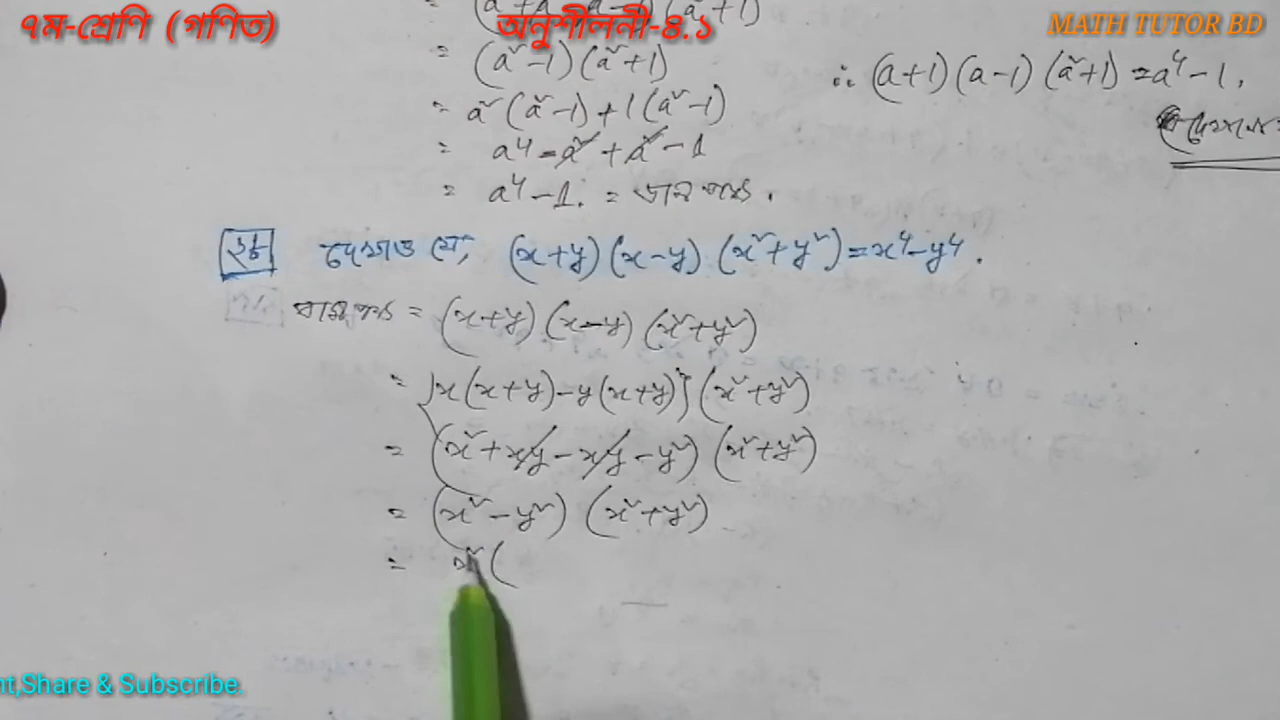 ৭ম-শ্রেণি (গণিত)
অনুশীলনী-৪.১
MATH TUTOR BD
= (a²-1)(a²+1)
= a²(a²-1)+1(a²-1)
= a⁴-a²+a²-1
= a⁴-1. = ডান পক্ষ.
∴ (a+1)(a-1)(a²+1)=a⁴-1.
২৮ দেখাও যে, (x+y)(x-y)(x²+y²)=x⁴-y⁴.
বামপক্ষ = (x+y)(x-y)(x²+y²)
= {x(x+y)-y(x+y)}(x²+y²)
= (x²+xy-xy-y²)(x²+y²)
= (x²-y²)(x²+y²)
= x²(
nt,Share & Subscribe.